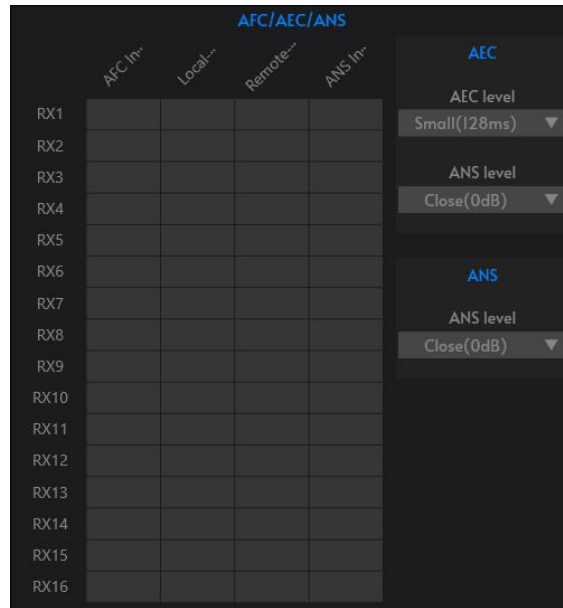 AFC/AEC/ANS
AFC In··
Local···
Remote···
ANS In··
AEC
AEC level
Small(128ms)
ANS level
Close(0dB)
ANS
ANS level
Close(0dB)
RX1
RX2
RX3
RX4
RX5
RX6
RX7
RX8
RX9
RX10
RX11
RX12
RX13
RX14
RX15
RX16